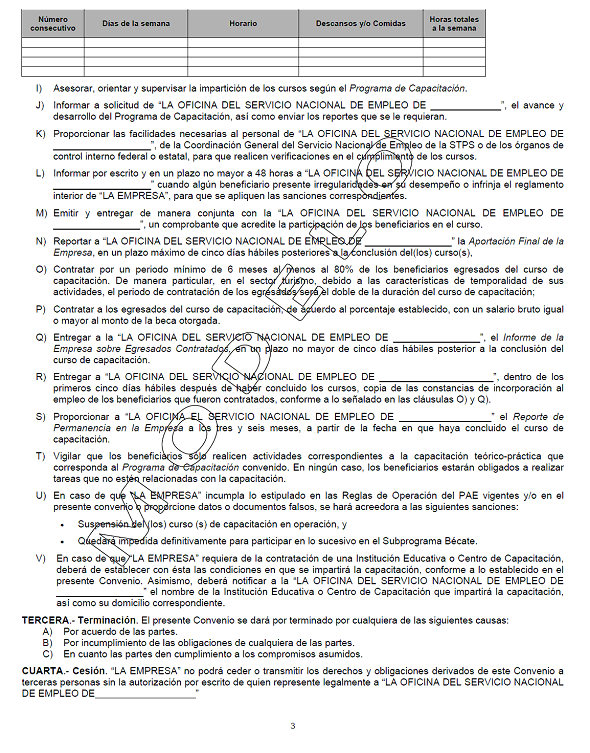 Número consecutivo
Días de la semana
Horario
Descansos y/o Comidas
Horas totales a la semana
I) Asesorar, orientar y supervisar la impartición de los cursos según el Programa de Capacitación.
J) Informar a solicitud de “LA OFICINA DEL SERVICIO NACIONAL DE EMPLEO DE ____________”, el avance y
desarrollo del Programa de Capacitación, así como enviar los reportes que se le requieran.
K) Proporcionar las facilidades necesarias al personal de “LA OFICINA DEL SERVICIO NACIONAL DE EMPLEO DE
________________”, de la Coordinación General del Servicio Nacional de Empleo de la STPS o de los órganos de
control interno federal o estatal, para que realicen verificaciones en el cumplimiento de los cursos.
L) Informar por escrito y en un plazo no mayor a 48 horas a “LA OFICINA DEL SERVICIO NACIONAL DE EMPLEO DE
________________” cuando algún beneficiario presente irregularidades en su desempeño o infrinja el reglamento
interior de “LA EMPRESA”, para que se apliquen las sanciones correspondientes.
M) Emitir y entregar de manera conjunta con la “LA OFICINA DEL SERVICIO NACIONAL DE EMPLEO DE
______________”, un comprobante que acredite la participación de los beneficiarios en el curso.
N) Reportar a “LA OFICINA DEL SERVICIO NACIONAL DE EMPLEO DE ______________” la Aportación Final de la
Empresa, en un plazo máximo de cinco días hábiles posteriores a la conclusión del(los) curso(s),
O) Contratar por un periodo mínimo de 6 meses al menos al 80% de los beneficiarios egresados del curso de
capacitación. De manera particular, en el sector turismo, debido a las características de temporalidad de sus
actividades, el periodo de contratación de los egresados será el doble de la duración del curso de capacitación;
P) Contratar a los egresados del curso de capacitación, de acuerdo al porcentaje establecido, con un salario bruto igual
o mayor al monto de la beca otorgada.
Q) Entregar a la “LA OFICINA DEL SERVICIO NACIONAL DE EMPLEO DE ______________”, el Informe de la
Empresa sobre Egresados Contratados, en un plazo no mayor de cinco días hábiles posterior a la conclusión del
curso de capacitación.
R) Entregar a “LA OFICINA DEL SERVICIO NACIONAL DE EMPLEO DE ___________________”, dentro de los
primeros cinco días hábiles después de haber concluido los cursos, copia de las constancias de incorporación al
empleo de los beneficiarios que fueron contratados, conforme a lo señalado en las cláusulas O) y Q).
S) Proporcionar a “LA OFICINA EL SERVICIO NACIONAL DE EMPLEO DE _______________” el Reporte de
Permanencia en la Empresa a los tres y seis meses, a partir de la fecha en que haya concluido el curso de
capacitación.
T) Vigilar que los beneficiarios sólo realicen actividades correspondientes a la capacitación teórico-práctica que
corresponda al Programa de Capacitación convenido. En ningún caso, los beneficiarios estarán obligados a realizar
tareas que no estén relacionadas con la capacitación.
U) En caso de que “LA EMPRESA” incumpla lo estipulado en las Reglas de Operación del PAE vigentes y/o en el
presente convenio o proporcione datos o documentos falsos, se hará acreedora a las siguientes sanciones:
• Suspensión del (los) curso (s) de capacitación en operación, y
• Quedará impedida definitivamente para participar en lo sucesivo en el Subprograma Bécate.
V) En caso de que “LA EMPRESA” requiera de la contratación de una Institución Educativa o Centro de Capacitación,
deberá de establecer con ésta las condiciones en que se impartirá la capacitación, conforme a lo establecido en el
presente Convenio. Asimismo, deberá notificar a la “LA OFICINA DEL SERVICIO NACIONAL DE EMPLEO DE
_______________” el nombre de la Institución Educativa o Centro de Capacitación que impartirá la capacitación,
así como su domicilio correspondiente.
TERCERA.- Terminación. El presente Convenio se dará por terminado por cualquiera de las siguientes causas:
A) Por acuerdo de las partes.
B) Por incumplimiento de las obligaciones de cualquiera de las partes.
C) En cuanto las partes den cumplimiento a los compromisos asumidos.
CUARTA.- Cesión. “LA EMPRESA” no podrá ceder o transmitir los derechos y obligaciones derivados de este Convenio a
terceras personas sin la autorización por escrito de quien represente legalmente a “LA OFICINA DEL SERVICIO NACIONAL
DE EMPLEO DE_________________”
MODELO
3